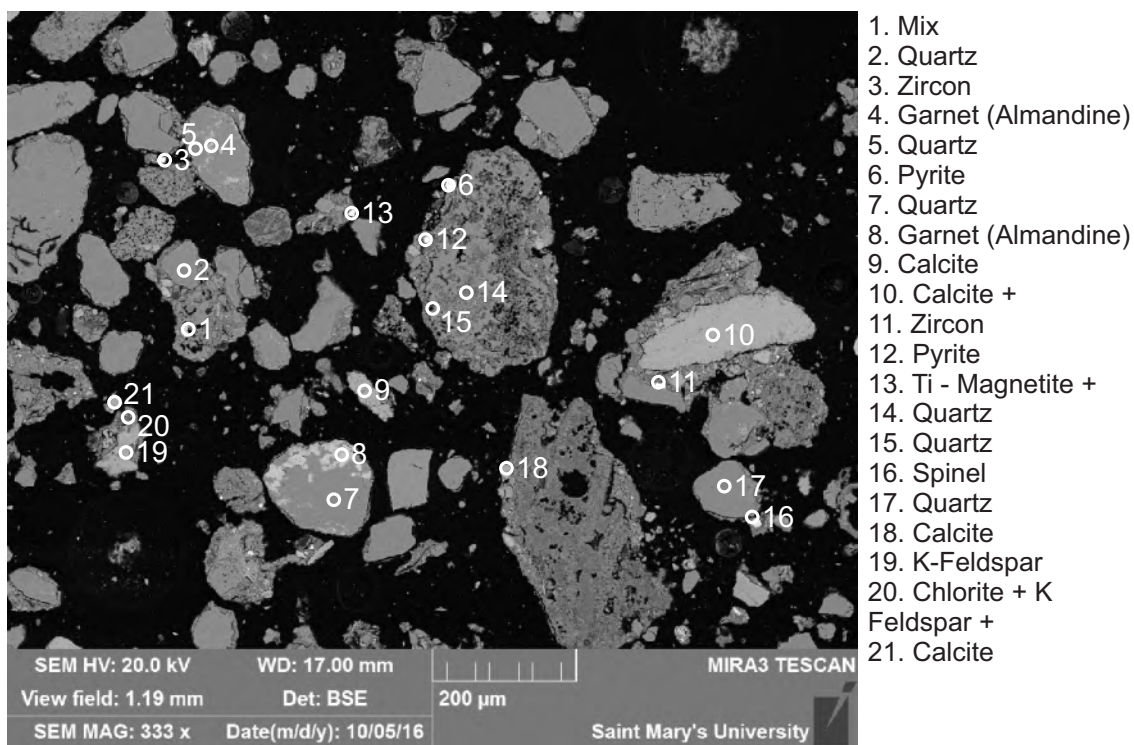 5
4
3
6
13
12
2
14
15
1
10
11
9
21
20
19
8
18
7
17
16
1. Mix
2. Quartz
3. Zircon
4. Garnet (Almandine)
5. Quartz
6. Pyrite
7. Quartz
8. Garnet (Almandine)
9. Calcite
10. Calcite +
11. Zircon
12. Pyrite
13. Ti - Magnetite +
14. Quartz
15. Quartz
16. Spinel
17. Quartz
18. Calcite
19. K-Feldspar
20. Chlorite + K
Feldspar +
21. Calcite
SEM HV: 20.0 kV WD: 17.00 mm MIRA3 TESCAN
View field: 1.19 mm Det: BSE 200 µm
SEM MAG: 333 x Date(m/d/y): 10/05/16 Saint Mary's University